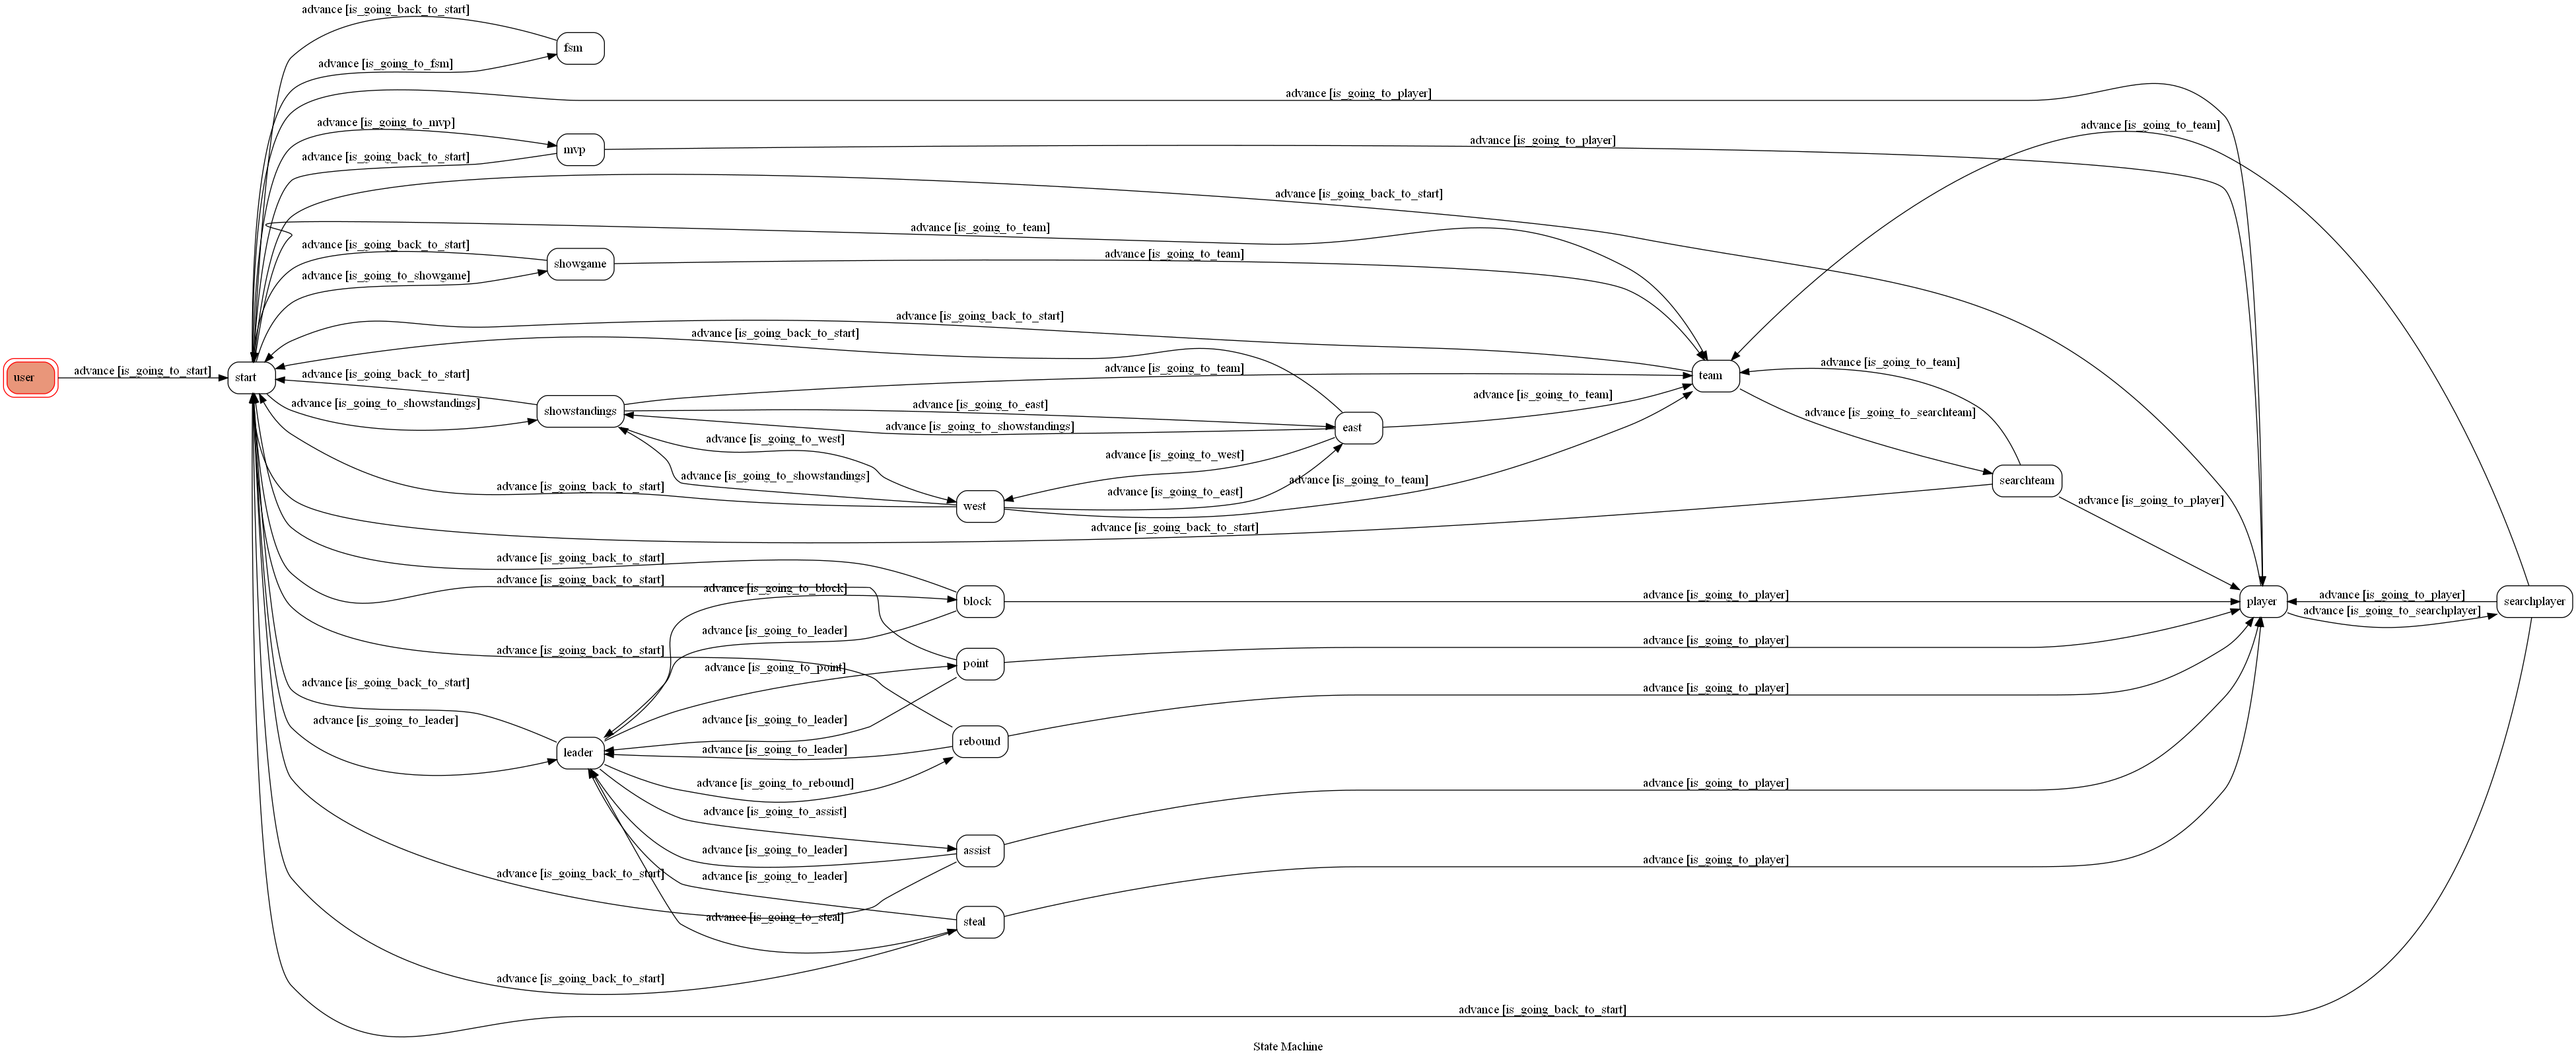 advance [is_going_back_to_start]
fsm
advance [is_going_to_fsm]
advance [is_going_to_player]
advance [is_going_to_mvp]
advance [is_going_to_team]
mvp
advance [is_going_to_player]
advance [is_going_back_to_start]
advance [is_going_back_to_start]
advance [is_going_to_team]
advance [is_going_back_to_start]
showgame
advance [is_going_to_team]
advance [is_going_to_showgame]
advance [is_going_back_to_start]
advance [is_going_back_to_start]
user
advance [is_going_to_start]
start
advance [is_going_back_to_start]
advance [is_going_to_team]
team
advance [is_going_to_team]
advance [is_going_to_showstandings]
showstandings
advance [is_going_to_east]
advance [is_going_to_team]
advance [is_going_to_searchteam]
advance [is_going_to_showstandings]
east
advance [is_going_to_west]
advance [is_going_to_west]
advance [is_going_to_showstandings]
advance [is_going_to_team]
searchteam
advance [is_going_back_to_start]
advance [is_going_to_east]
west
advance [is_going_to_player]
advance [is_going_back_to_start]
advance [is_going_back_to_start]
advance [is_going_back_to_start]
advance [is_going_to_block]
block
advance [is_going_to_player]
player
advance [is_going_to_player]
searchplayer
advance [is_going_to_searchplayer]
advance [is_going_to_leader]
advance [is_going_to_player]
advance [is_going_back_to_start]
advance [is_going_to_point]
point
advance [is_going_back_to_start]
advance [is_going_to_player]
advance [is_going_to_leader]
advance [is_going_to_leader]
rebound
leader
advance [is_going_to_leader]
advance [is_going_to_rebound]
advance [is_going_to_player]
advance [is_going_to_assist]
advance [is_going_to_leader]
assist
advance [is_going_to_player]
advance [is_going_back_to_start]
advance [is_going_to_leader]
advance [is_going_to_steal]
steal
advance [is_going_back_to_start]
advance [is_going_back_to_start]
State Machine